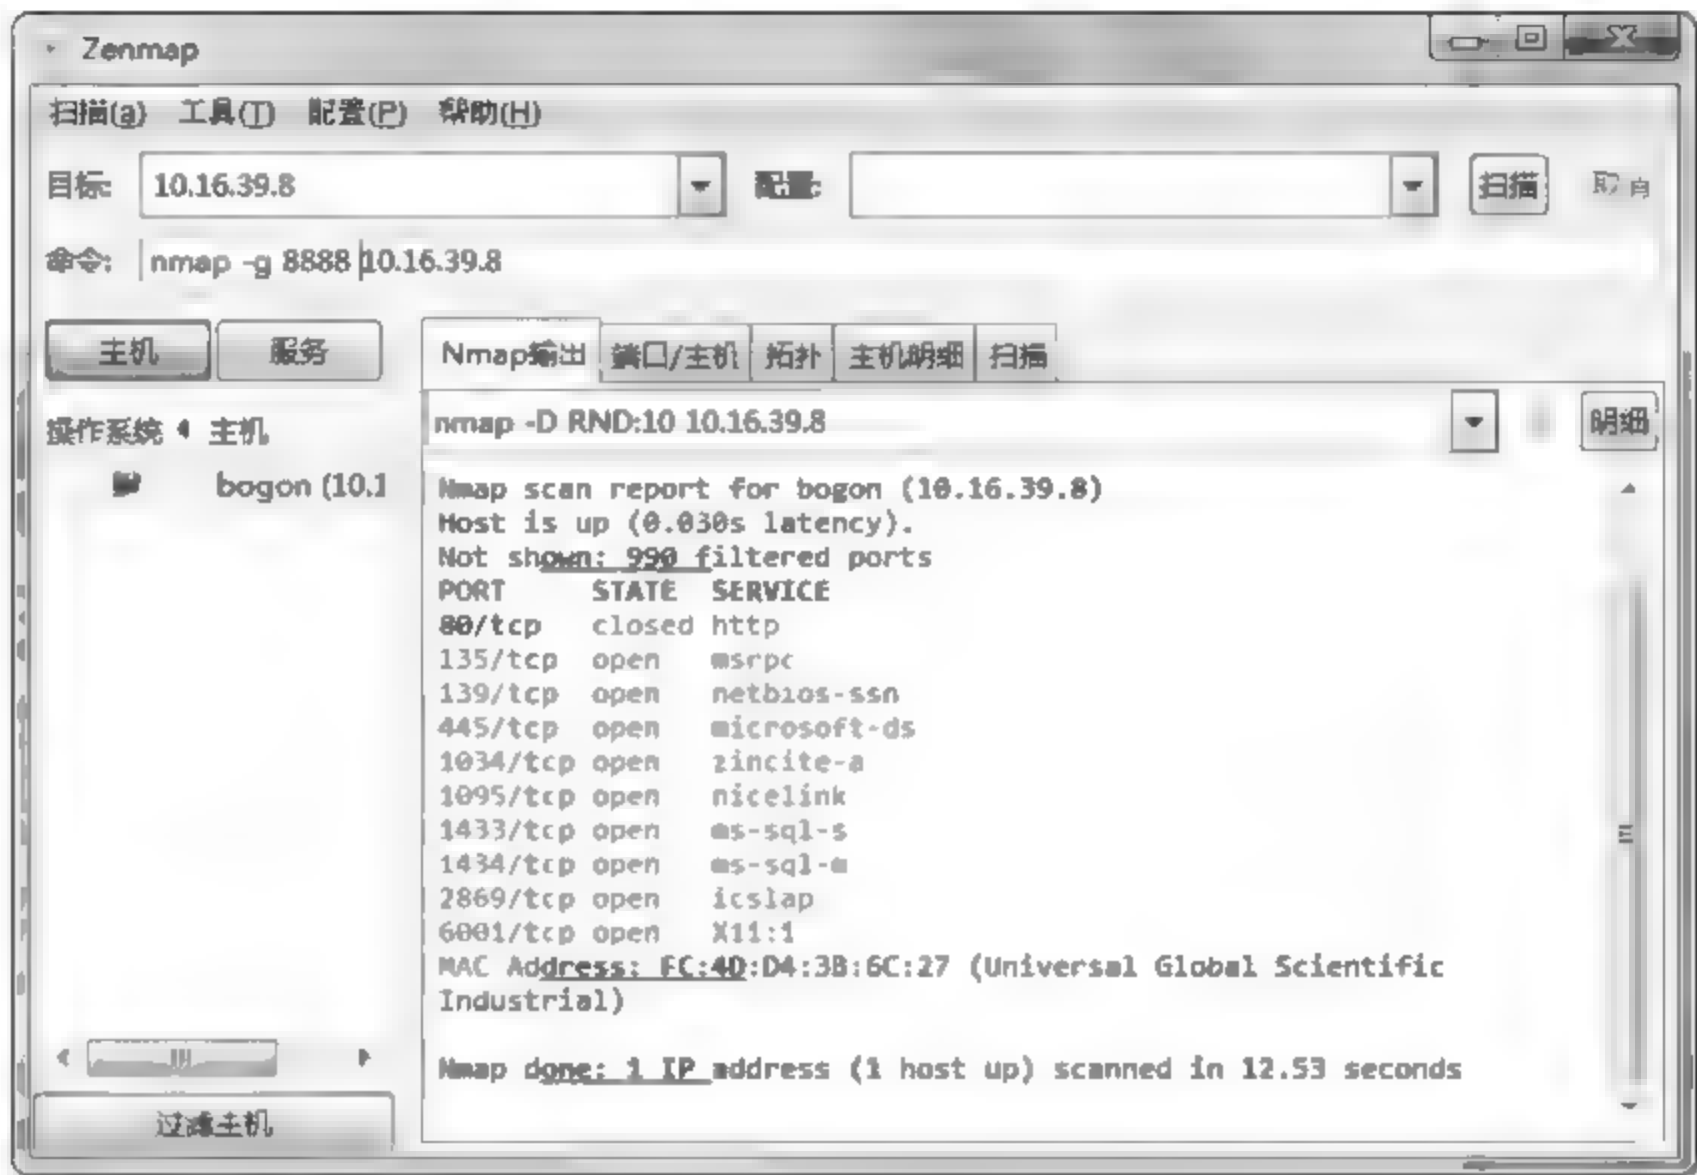 Zenmap
扫描(a) 工具(T) 配置(P) 帮助(H)
目标: 10.16.39.8 配置: 扫描
命令: nmap -g 8888 10.16.39.8
主机 服务 Nmap输出 端口/主机 拓扑 主机明细 扫描
操作系统 主机
nmap -D RND:10 10.16.39.8 明细
bogon (10.1
Nmap scan report for bogon (10.16.39.8)
Host is up (0.030s latency).
Not shown: 990 filtered ports
PORT STATE SERVICE
80/tcp closed http
135/tcp open msrpc
139/tcp open netbios-ssn
445/tcp open microsoft-ds
1034/tcp open zincite-a
1095/tcp open nicelink
1433/tcp open ms-sql-s
1434/tcp open ms-sql-m
2869/tcp open icslap
6001/tcp open X11:1
MAC Address: FC:4D:D4:3B:6C:27 (Universal Global Scientific
Industrial)
Nmap done: 1 IP address (1 host up) scanned in 12.53 seconds
过滤主机